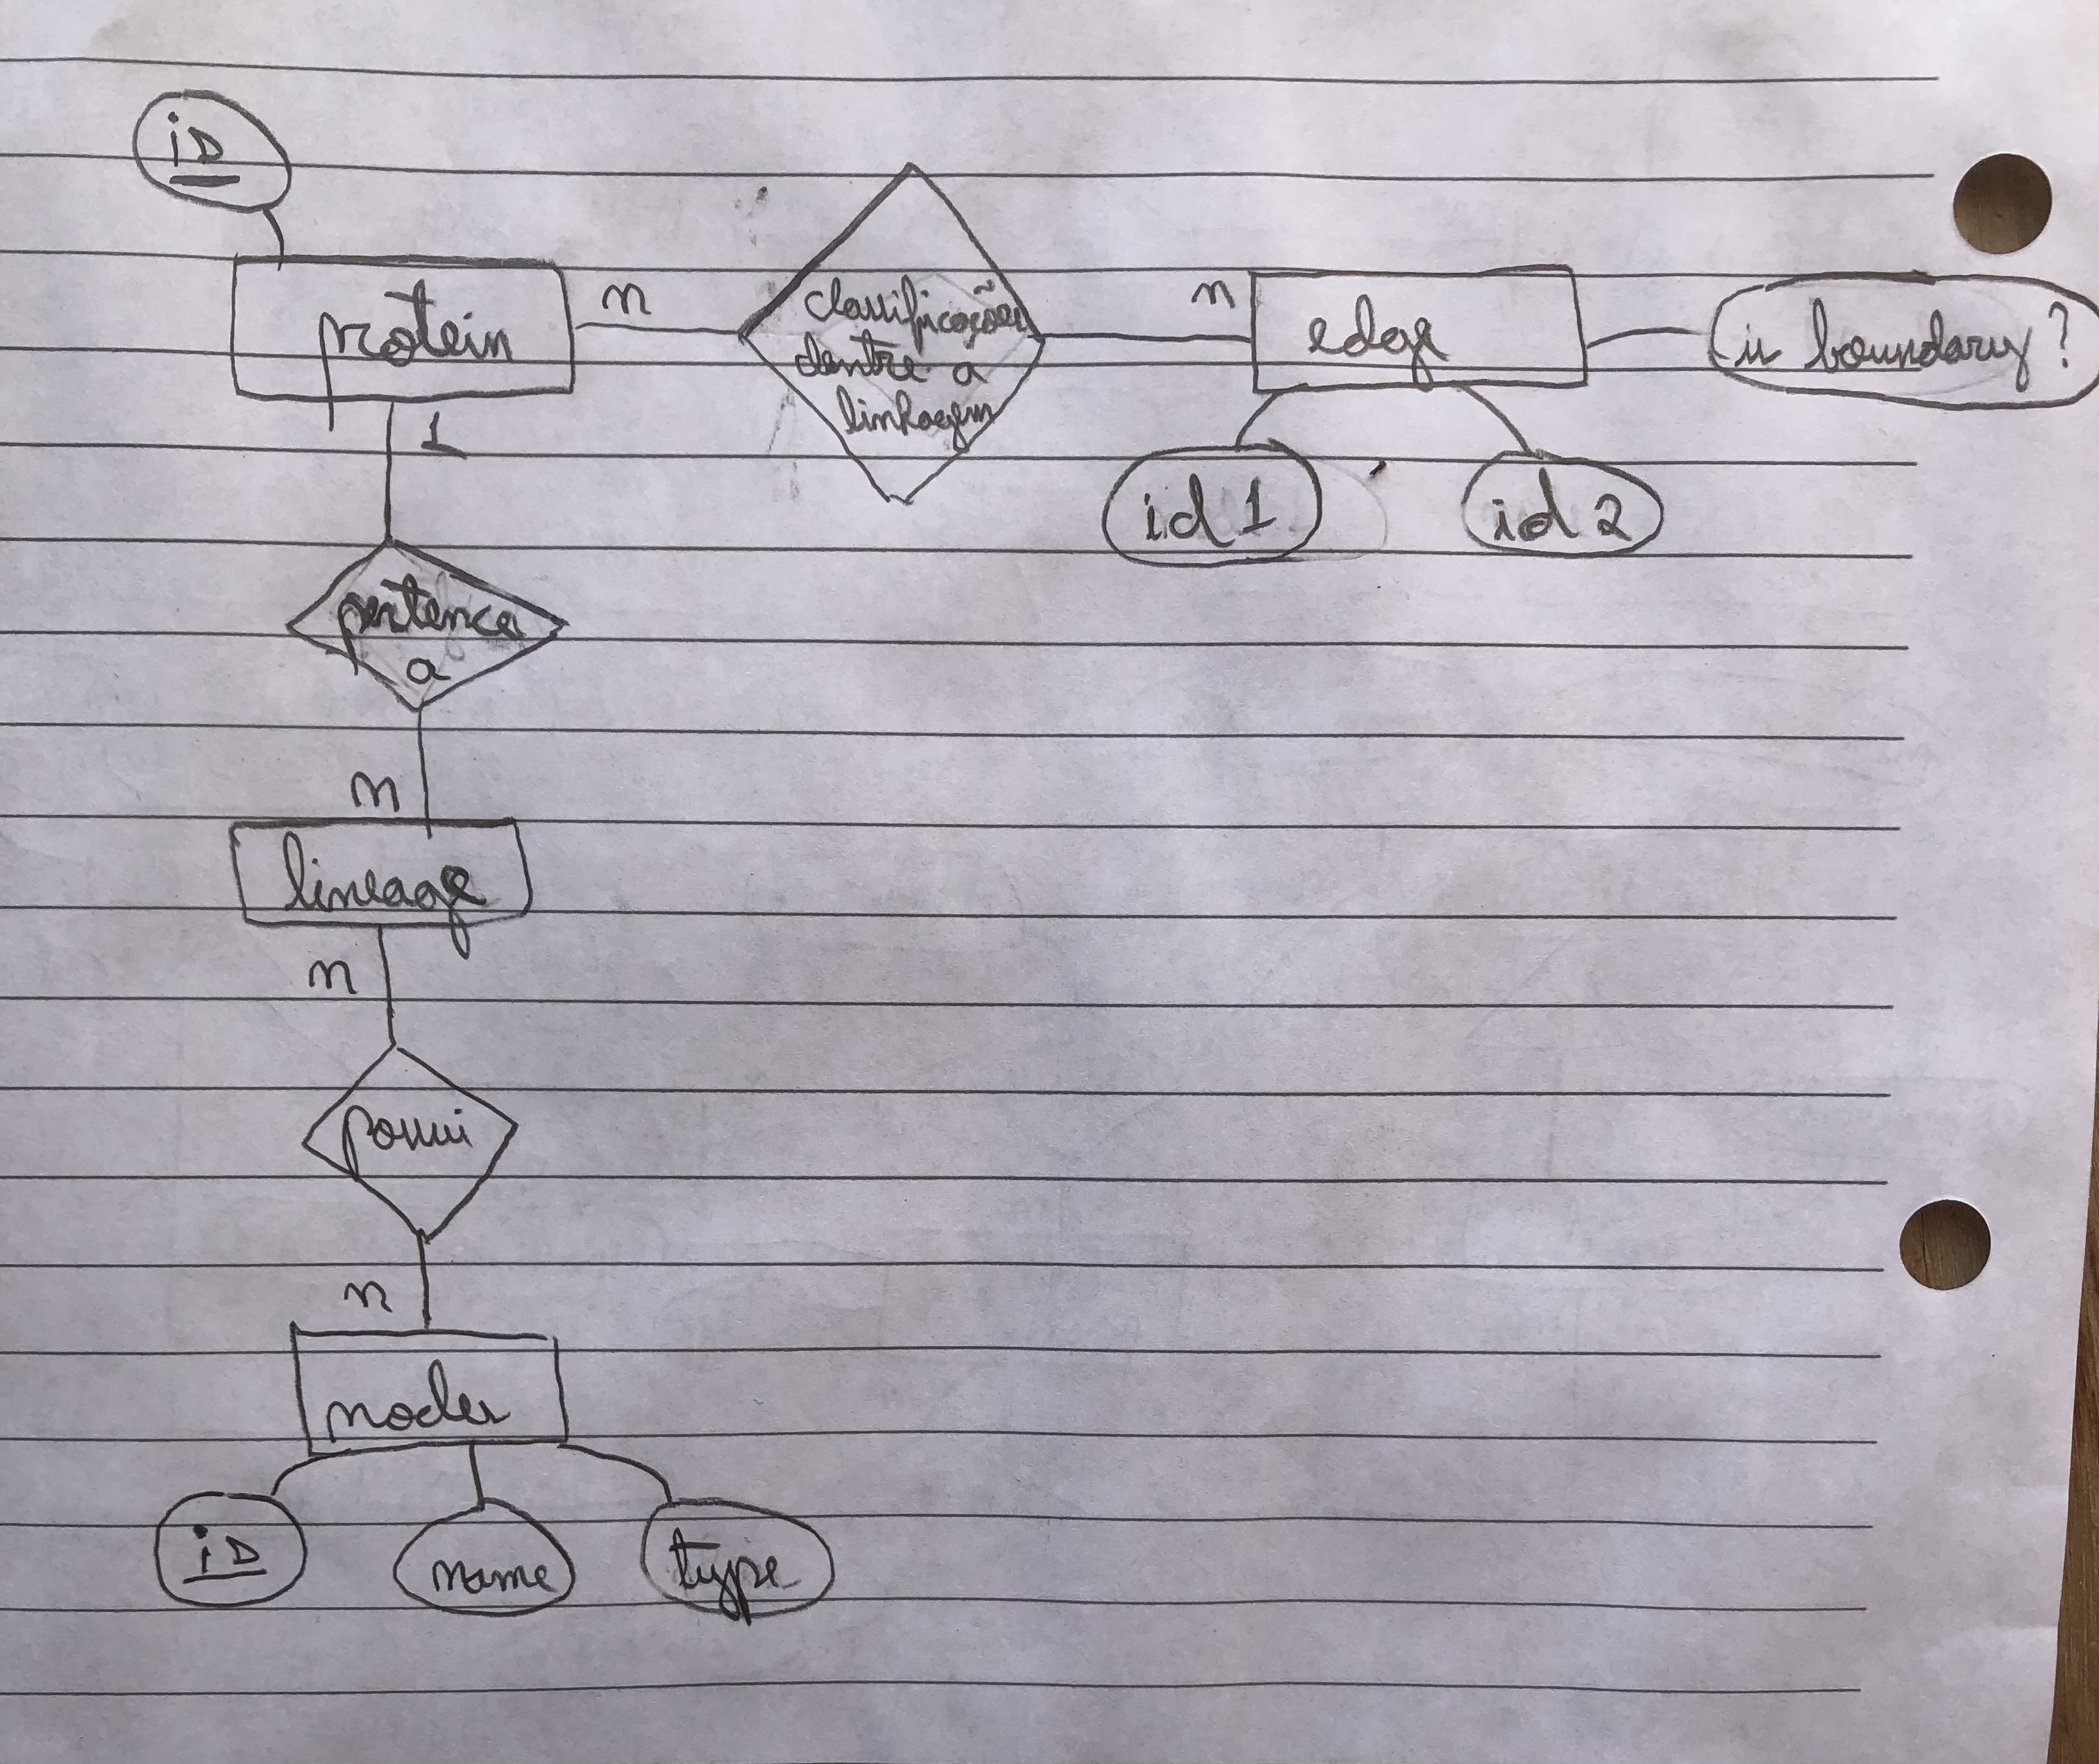 iD
protein
n
classificações
dentre a
linhagem
n
edge
is boundary?
1
id 1
id 2
pertence
a
n
lineage
n
possui
n
nodes
iD
name
type